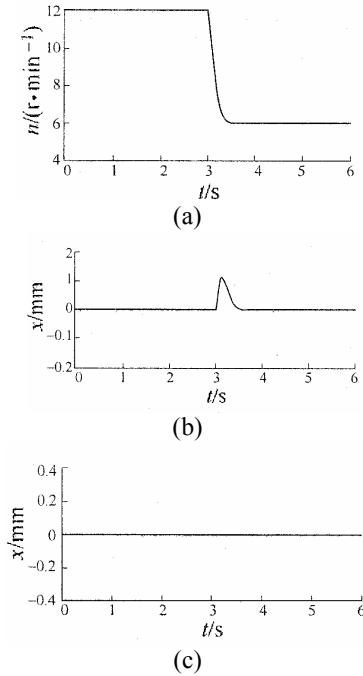 12
10
8
6
4
n/(r•min⁻¹)
0 1 2 3 4 5 6
t/s
(a)
2
1
0
−0.1
−0.2
x/mm
0 1 2 3 4 5 6
t/s
(b)
0.4
0.2
0
−0.2
−0.4
x/mm
0 1 2 3 4 5 6
t/s
(c)